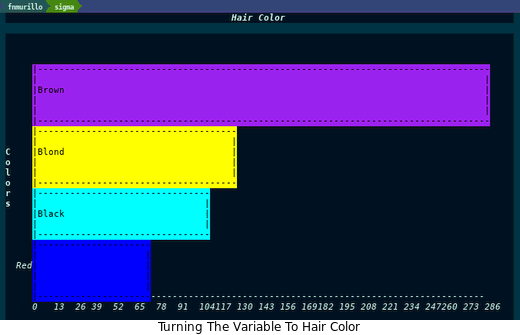 fnmurillo sigma
Hair Color
Brown
Blond
Black
Red
Colors
0 13 26 39 52 65 78 91 104117 130 143 156 169182 195 208 221 234 247260 273 286
Turning The Variable To Hair Color